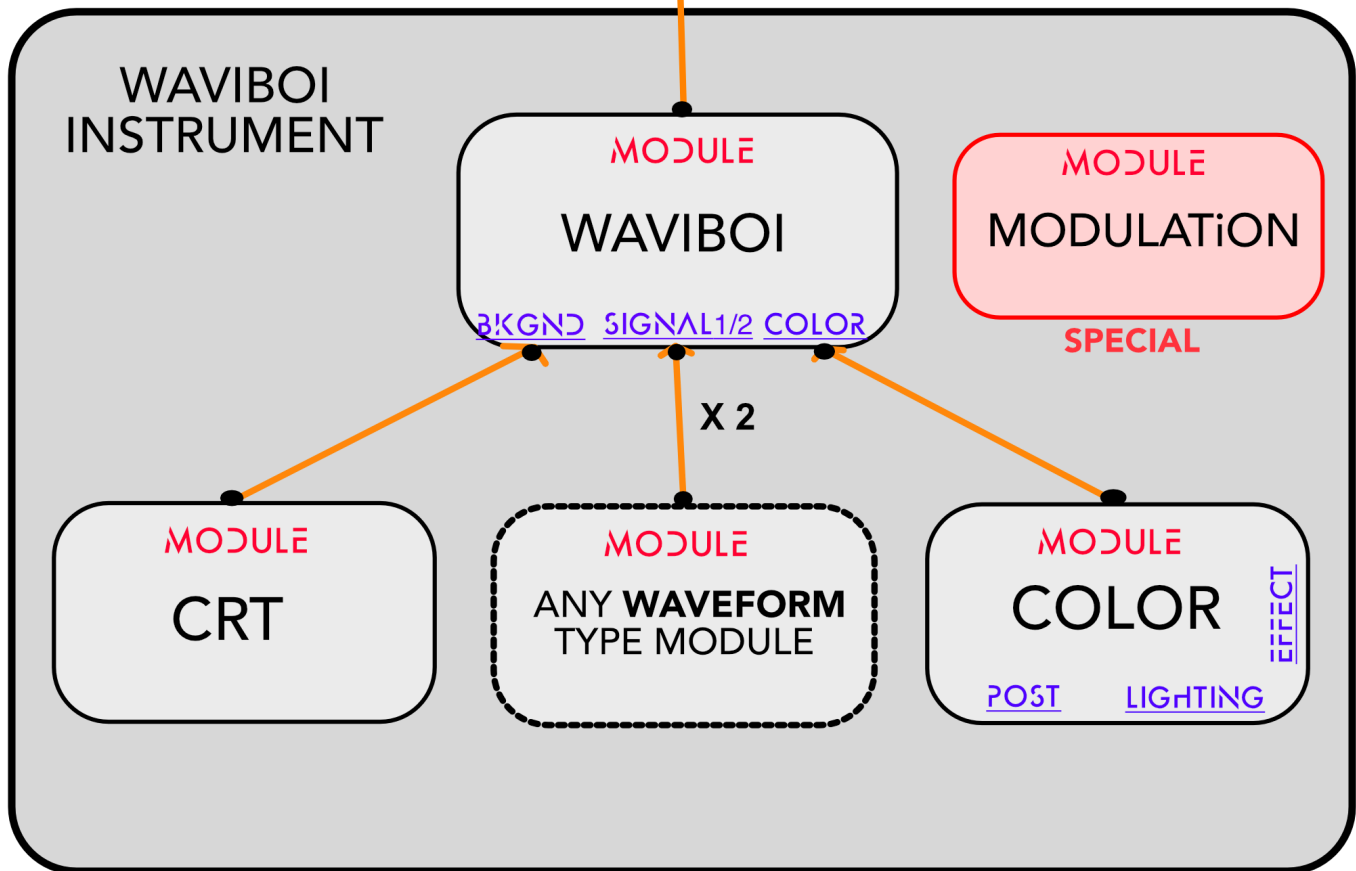 WAVIBOI
INSTRUMENT
MODULE
WAVIBOI
BKGND SIGNAL1/2 COLOR
MODULE
MODULATiON
SPECIAL
X 2
MODULE
CRT
MODULE
ANY WAVEFORM
TYPE MODULE
MODULE
COLOR
EFFECT
POST LIGHTING